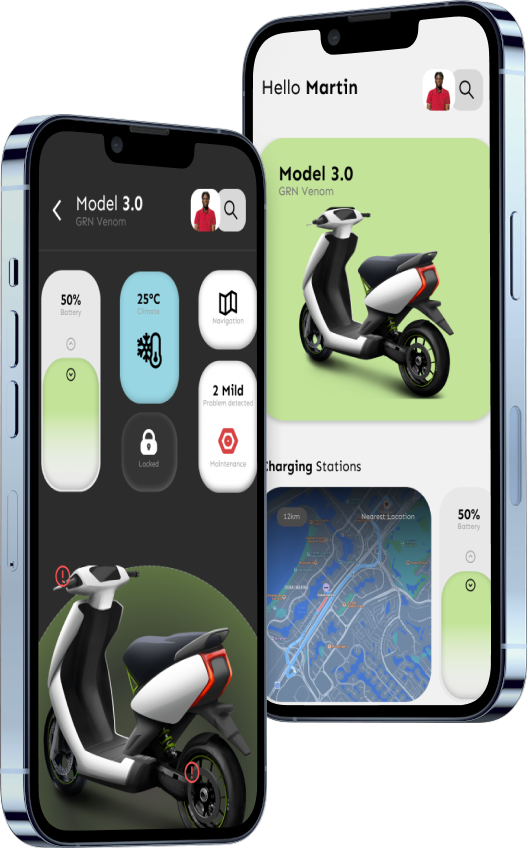 Hello Martin
Model 3.0
GRN Venom
Charging Stations
12km
Nearest Location
50%
Battery
Model 3.0
GRN Venom
50%
Battery
25°C
Climate
Navigation
2 Mild
Problem detected
Locked
Maintenance